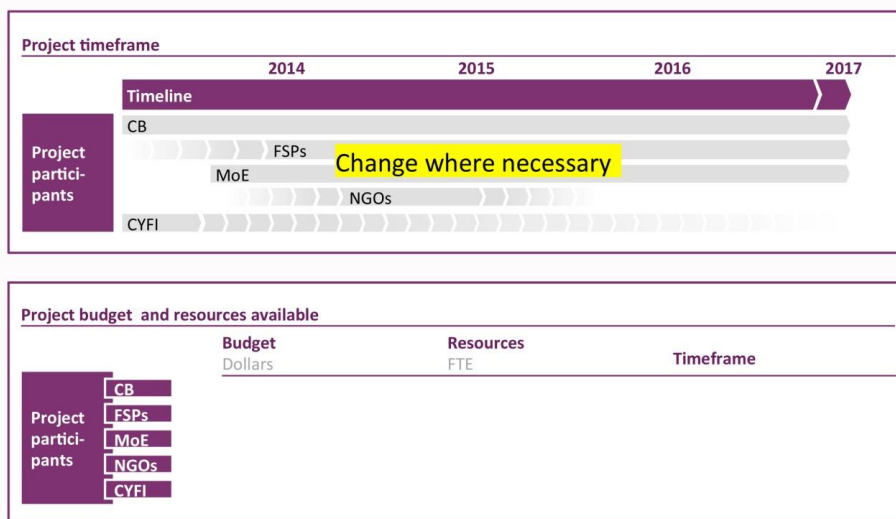 Project timeframe
2014 2015 2016 2017
Timeline
CB
Project
partici-
pants
FSPs
Change where necessary
MoE
NGOs
CYFI
Project budget and resources available
Budget Resources Timeframe
Dollars FTE
Project
partici-
pants
CB
FSPs
MoE
NGOs
CYFI